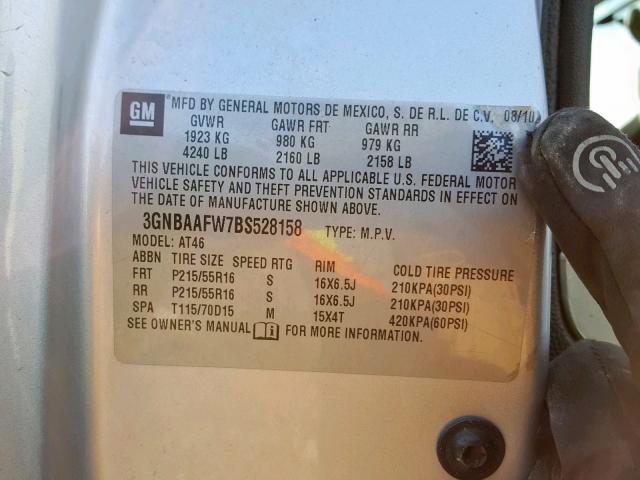 GM MFD BY GENERAL MOTORS DE MEXICO, S. DE R.L. DE C.V. 08/10
GVWR GAWR FRT GAWR RR
1923 KG 980 KG 979 KG
4240 LB 2160 LB 2158 LB
THIS VEHICLE CONFORMS TO ALL APPLICABLE U.S. FEDERAL MOTOR
VEHICLE SAFETY AND THEFT PREVENTION STANDARDS IN EFFECT ON
THE DATE OF MANUFACTURE SHOWN ABOVE.
3GNBAAFW7BS528158 TYPE: M.P.V.
MODEL: AT46
ABBN TIRE SIZE SPEED RTG RIM COLD TIRE PRESSURE
FRT P215/55R16 S 16X6.5J 210KPA(30PSI)
RR P215/55R16 S 16X6.5J 210KPA(30PSI)
SPA T115/70D15 M 15X4T 420KPA(60PSI)
SEE OWNER'S MANUAL i FOR MORE INFORMATION.